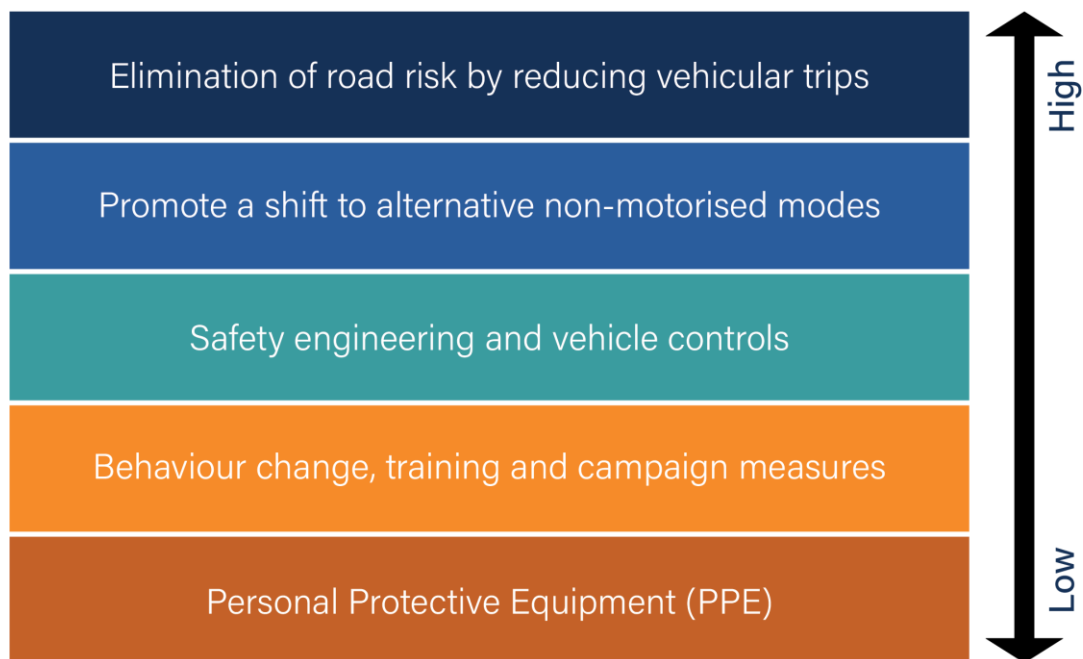 Elimination of road risk by reducing vehicular trips
High
Promote a shift to alternative non-motorised modes
Safety engineering and vehicle controls
Behaviour change, training and campaign measures
Personal Protective Equipment (PPE)
Low